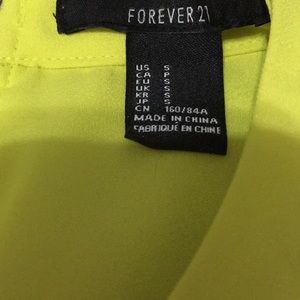 FOREVER 21
US S
CA P
EU S
UK S
KR S
JP S
CN 160/84A
MADE IN CHINA
FABRIQUÉ EN CHINE